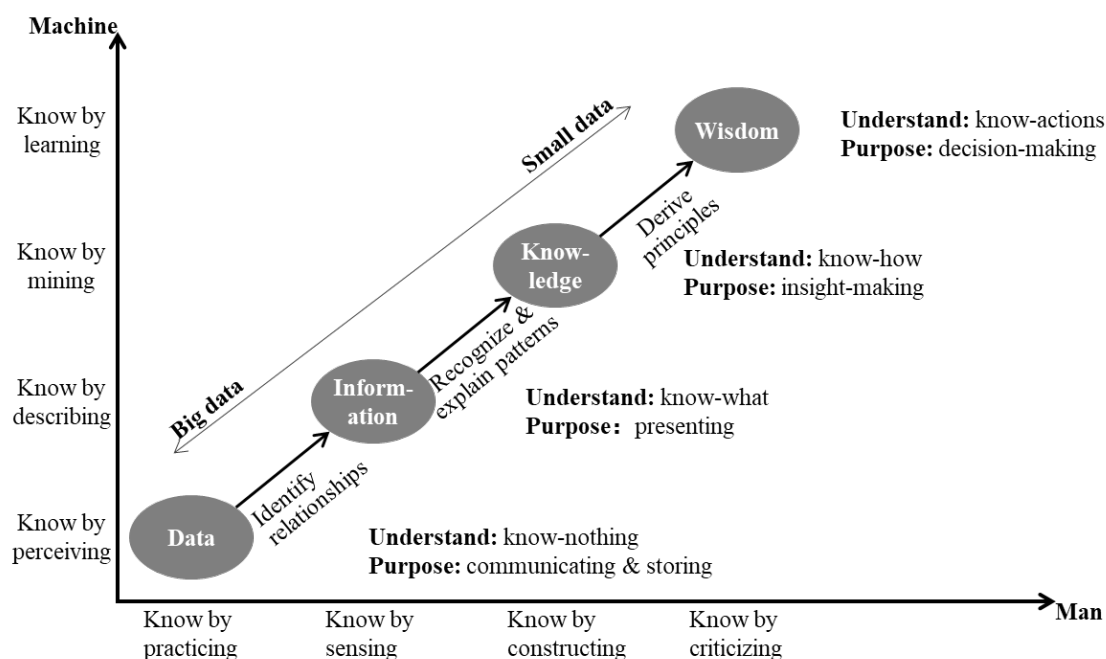 Machine
Know by
learning
Know by
mining
Know by
describing
Know by
perceiving
Big data
Small data
Wisdom
Understand: know-actions
Purpose: decision-making
Derive
principles
Know-
ledge
Understand: know-how
Purpose: insight-making
Recognize &
explain patterns
Inform-
ation
Understand: know-what
Purpose： presenting
Identify
relationships
Data
Understand: know-nothing
Purpose: communicating & storing
Man
Know by
practicing
Know by
sensing
Know by
constructing
Know by
criticizing